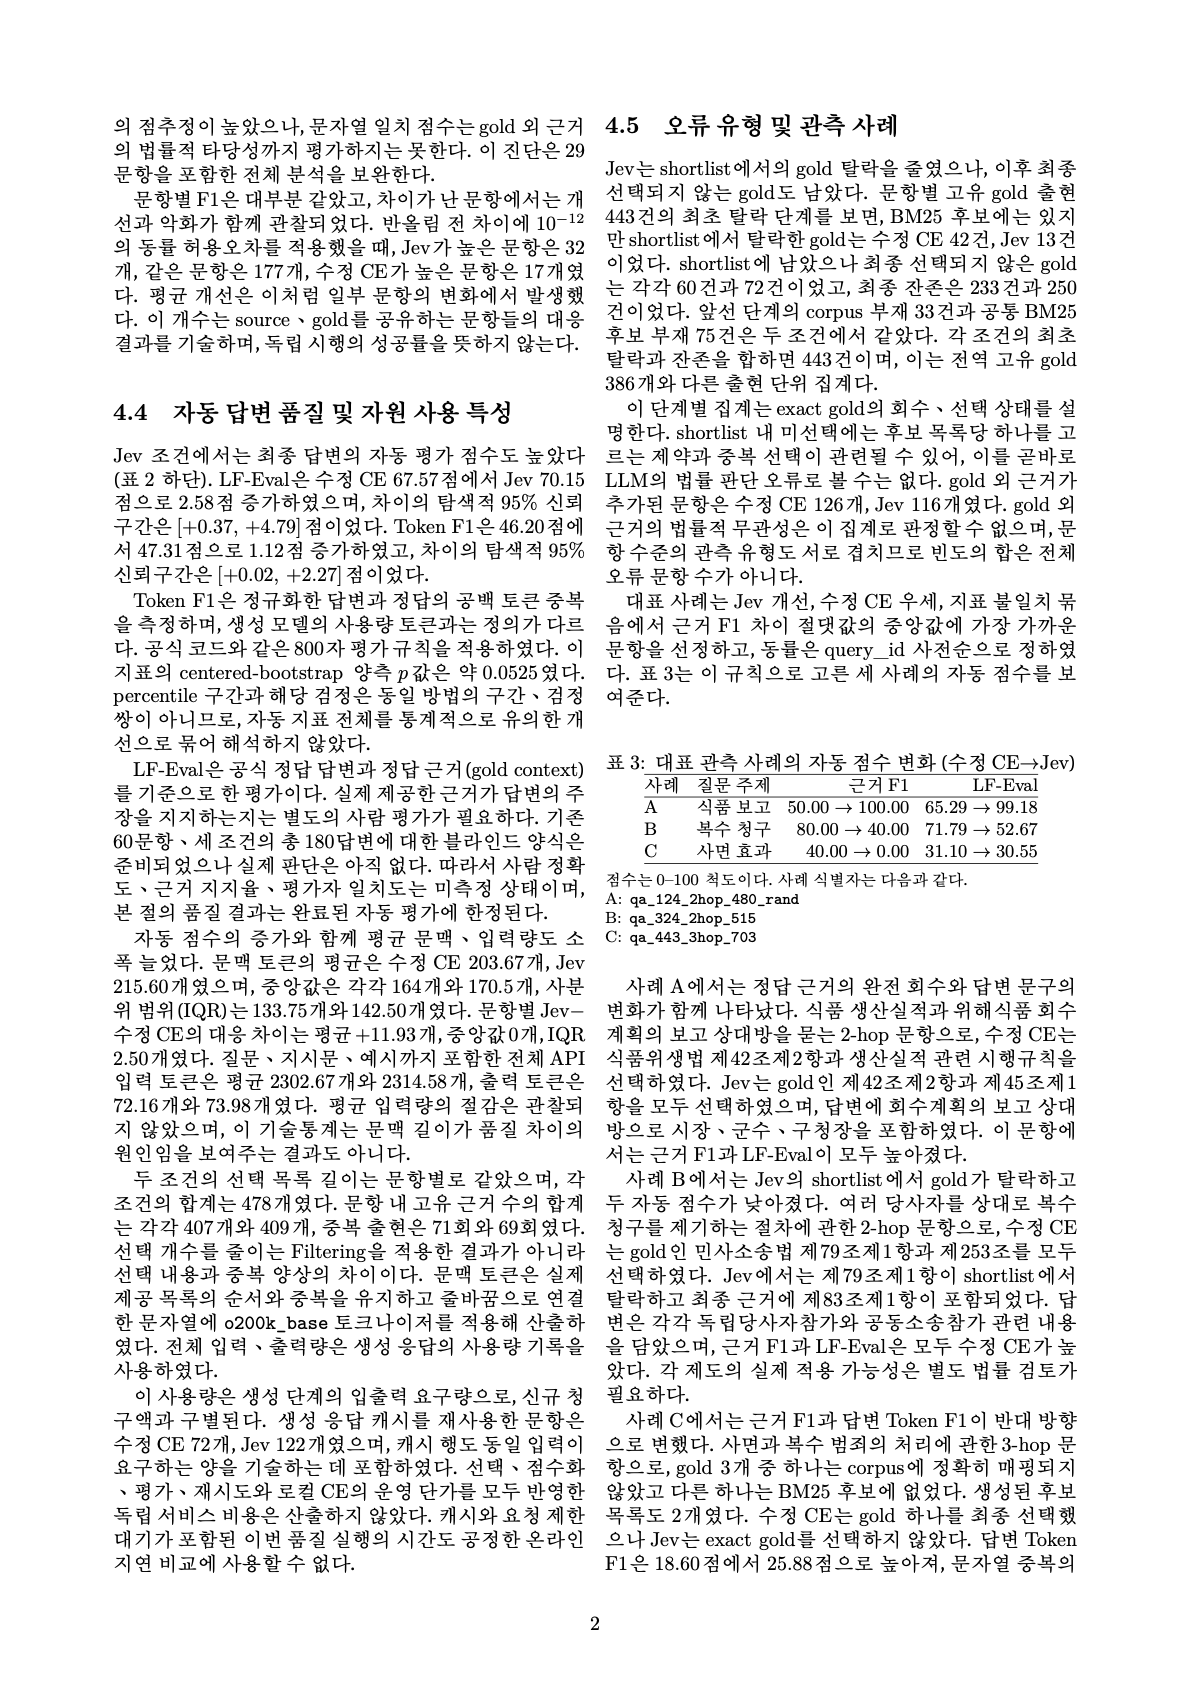 의 점추정이 높았으나, 문자열 일치 점수는 gold 외 근거
의 법률적 타당성까지 평가하지는 못한다. 이 진단은 29
문항을 포함한 전체 분석을 보완한다.
문항별 F1은 대부분 같았고, 차이가 난 문항에서는 개
선과 악화가 함께 관찰되었다. 반올림 전 차이에 10⁻¹²
의 동률 허용오차를 적용했을 때, Jev가 높은 문항은 32
개, 같은 문항은 177개, 수정 CE가 높은 문항은 17개였
다. 평균 개선은 이처럼 일부 문항의 변화에서 발생했
다. 이 개수는 source、gold를 공유하는 문항들의 대응
결과를 기술하며, 독립 시행의 성공률을 뜻하지 않는다.
4.4 자동 답변 품질 및 자원 사용 특성
Jev 조건에서는 최종 답변의 자동 평가 점수도 높았다
(표 2 하단). LF-Eval은 수정 CE 67.57점에서 Jev 70.15
점으로 2.58점 증가하였으며, 차이의 탐색적 95% 신뢰
구간은 [+0.37, +4.79]점이었다. Token F1은 46.20점에
서 47.31점으로 1.12점 증가하였고, 차이의 탐색적 95%
신뢰구간은 [+0.02, +2.27]점이었다.
Token F1은 정규화한 답변과 정답의 공백 토큰 중복
을 측정하며, 생성 모델의 사용량 토큰과는 정의가 다르
다. 공식 코드와 같은 800자 평가 규칙을 적용하였다. 이
지표의 centered-bootstrap 양측 p값은 약 0.0525였다.
percentile 구간과 해당 검정은 동일 방법의 구간、검정
쌍이 아니므로, 자동 지표 전체를 통계적으로 유의한 개
선으로 묶어 해석하지 않았다.
LF-Eval은 공식 정답 답변과 정답 근거(gold context)
를 기준으로 한 평가이다. 실제 제공한 근거가 답변의 주
장을 지지하는지는 별도의 사람 평가가 필요하다. 기존
60문항、세 조건의 총 180답변에 대한 블라인드 양식은
준비되었으나 실제 판단은 아직 없다. 따라서 사람 정확
도、근거 지지율、평가자 일치도는 미측정 상태이며,
본 절의 품질 결과는 완료된 자동 평가에 한정된다.
자동 점수의 증가와 함께 평균 문맥、입력량도 소
폭 늘었다. 문맥 토큰의 평균은 수정 CE 203.67개, Jev
215.60개였으며, 중앙값은 각각 164개와 170.5개, 사분
위 범위(IQR)는 133.75개와 142.50개였다. 문항별 Jev−
수정 CE의 대응 차이는 평균 +11.93개, 중앙값 0개, IQR
2.50개였다. 질문、지시문、예시까지 포함한 전체 API
입력 토큰은 평균 2302.67개와 2314.58개, 출력 토큰은
72.16개와 73.98개였다. 평균 입력량의 절감은 관찰되
지 않았으며, 이 기술통계는 문맥 길이가 품질 차이의
원인임을 보여주는 결과도 아니다.
두 조건의 선택 목록 길이는 문항별로 같았으며, 각
조건의 합계는 478개였다. 문항 내 고유 근거 수의 합계
는 각각 407개와 409개, 중복 출현은 71회와 69회였다.
선택 개수를 줄이는 Filtering을 적용한 결과가 아니라
선택 내용과 중복 양상의 차이이다. 문맥 토큰은 실제
제공 목록의 순서와 중복을 유지하고 줄바꿈으로 연결
한 문자열에 o200k_base 토크나이저를 적용해 산출하
였다. 전체 입력、출력량은 생성 응답의 사용량 기록을
사용하였다.
이 사용량은 생성 단계의 입출력 요구량으로, 신규 청
구액과 구별된다. 생성 응답 캐시를 재사용한 문항은
수정 CE 72개, Jev 122개였으며, 캐시 행도 동일 입력이
요구하는 양을 기술하는 데 포함하였다. 선택、점수화
、평가、재시도와 로컬 CE의 운영 단가를 모두 반영한
독립 서비스 비용은 산출하지 않았다. 캐시와 요청 제한
대기가 포함된 이번 품질 실행의 시간도 공정한 온라인
지연 비교에 사용할 수 없다.
4.5 오류 유형 및 관측 사례
Jev는 shortlist에서의 gold 탈락을 줄였으나, 이후 최종
선택되지 않는 gold도 남았다. 문항별 고유 gold 출현
443건의 최초 탈락 단계를 보면, BM25 후보에는 있지
만 shortlist에서 탈락한 gold는 수정 CE 42건, Jev 13건
이었다. shortlist에 남았으나 최종 선택되지 않은 gold
는 각각 60건과 72건이었고, 최종 잔존은 233건과 250
건이었다. 앞선 단계의 corpus 부재 33건과 공통 BM25
후보 부재 75건은 두 조건에서 같았다. 각 조건의 최초
탈락과 잔존을 합하면 443건이며, 이는 전역 고유 gold
386개와 다른 출현 단위 집계다.
이 단계별 집계는 exact gold의 회수、선택 상태를 설
명한다. shortlist 내 미선택에는 후보 목록당 하나를 고
르는 제약과 중복 선택이 관련될 수 있어, 이를 곧바로
LLM의 법률 판단 오류로 볼 수는 없다. gold 외 근거가
추가된 문항은 수정 CE 126개, Jev 116개였다. gold 외
근거의 법률적 무관성은 이 집계로 판정할 수 없으며, 문
항 수준의 관측 유형도 서로 겹치므로 빈도의 합은 전체
오류 문항 수가 아니다.
대표 사례는 Jev 개선, 수정 CE 우세, 지표 불일치 묶
음에서 근거 F1 차이 절댓값의 중앙값에 가장 가까운
문항을 선정하고, 동률은 query_id 사전순으로 정하였
다. 표 3는 이 규칙으로 고른 세 사례의 자동 점수를 보
여준다.
표 3: 대표 관측 사례의 자동 점수 변화 (수정 CE→Jev)
사례 질문 주제 근거 F1 LF-Eval
A 식품 보고 50.00 → 100.00 65.29 → 99.18
B 복수 청구 80.00 → 40.00 71.79 → 52.67
C 사면 효과 40.00 → 0.00 31.10 → 30.55
점수는 0–100 척도이다. 사례 식별자는 다음과 같다.
A: qa_124_2hop_480_rand
B: qa_324_2hop_515
C: qa_443_3hop_703
사례 A에서는 정답 근거의 완전 회수와 답변 문구의
변화가 함께 나타났다. 식품 생산실적과 위해식품 회수
계획의 보고 상대방을 묻는 2-hop 문항으로, 수정 CE는
식품위생법 제42조제2항과 생산실적 관련 시행규칙을
선택하였다. Jev는 gold인 제42조제2항과 제45조제1
항을 모두 선택하였으며, 답변에 회수계획의 보고 상대
방으로 시장、군수、구청장을 포함하였다. 이 문항에
서는 근거 F1과 LF-Eval이 모두 높아졌다.
사례 B에서는 Jev의 shortlist에서 gold가 탈락하고
두 자동 점수가 낮아졌다. 여러 당사자를 상대로 복수
청구를 제기하는 절차에 관한 2-hop 문항으로, 수정 CE
는 gold인 민사소송법 제79조제1항과 제253조를 모두
선택하였다. Jev에서는 제79조제1항이 shortlist에서
탈락하고 최종 근거에 제83조제1항이 포함되었다. 답
변은 각각 독립당사자참가와 공동소송참가 관련 내용
을 담았으며, 근거 F1과 LF-Eval은 모두 수정 CE가 높
았다. 각 제도의 실제 적용 가능성은 별도 법률 검토가
필요하다.
사례 C에서는 근거 F1과 답변 Token F1이 반대 방향
으로 변했다. 사면과 복수 범죄의 처리에 관한 3-hop 문
항으로, gold 3개 중 하나는 corpus에 정확히 매핑되지
않았고 다른 하나는 BM25 후보에 없었다. 생성된 후보
목록도 2개였다. 수정 CE는 gold 하나를 최종 선택했
으나 Jev는 exact gold를 선택하지 않았다. 답변 Token
F1은 18.60점에서 25.88점으로 높아져, 문자열 중복의
2